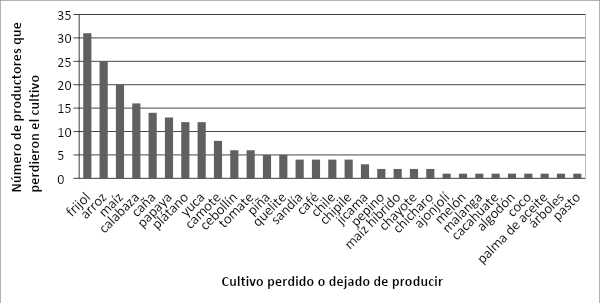 Número de productores que
perdieron el cultivo
35
30
25
20
15
10
5
0
frijol
arroz
maíz
calabaza
caña
papaya
plátano
yuca
camote
cebollín
tomate
piña
quelite
sandía
café
chile
chipile
jícama
pepino
maíz híbrido
chayote
chícharo
ajonjolí
melón
malanga
cacahuate
algodón
coco
palma de aceite
árboles
pasto
Cultivo perdido o dejado de producir